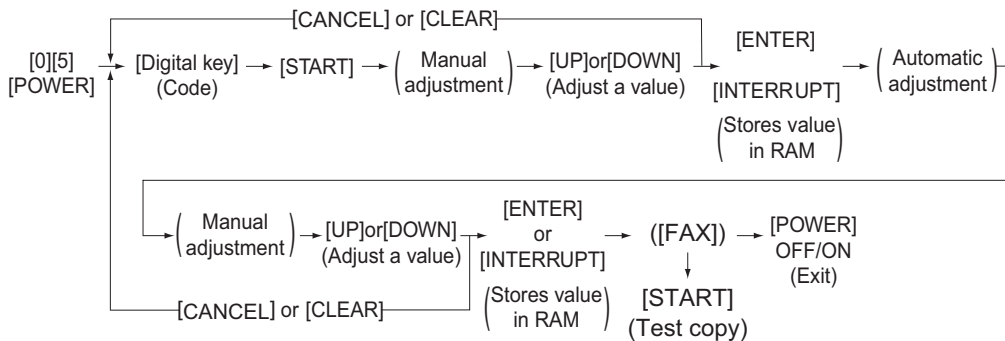 [CANCEL] or [CLEAR]
[0][5]
[POWER]
[Digital key]
(Code)
[START]
(Manual
adjustment)
[UP]or[DOWN]
(Adjust a value)
[ENTER]
[INTERRUPT]
(Stores value
in RAM)
(Automatic
adjustment)
(Manual
adjustment)
[UP]or[DOWN]
(Adjust a value)
[ENTER]
or
[INTERRUPT]
(Stores value
in RAM)
([FAX])
[START]
(Test copy)
[POWER]
OFF/ON
(Exit)
[CANCEL] or [CLEAR]